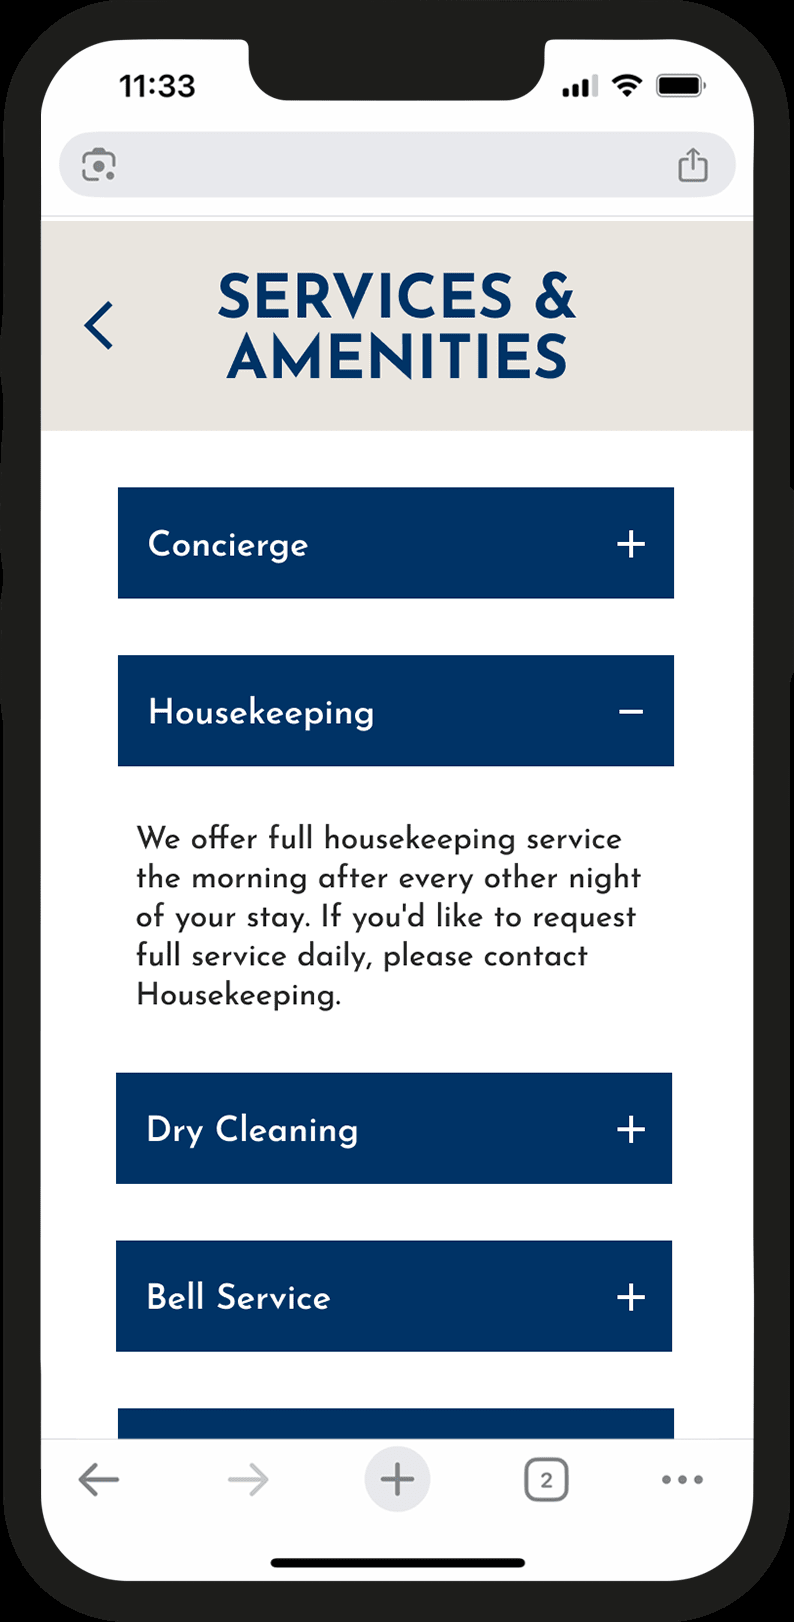 11:33
SERVICES &
AMENITIES
Concierge
Housekeeping
We offer full housekeeping service
the morning after every other night
of your stay. If you'd like to request
full service daily, please contact
Housekeeping.
Dry Cleaning
Bell Service
2